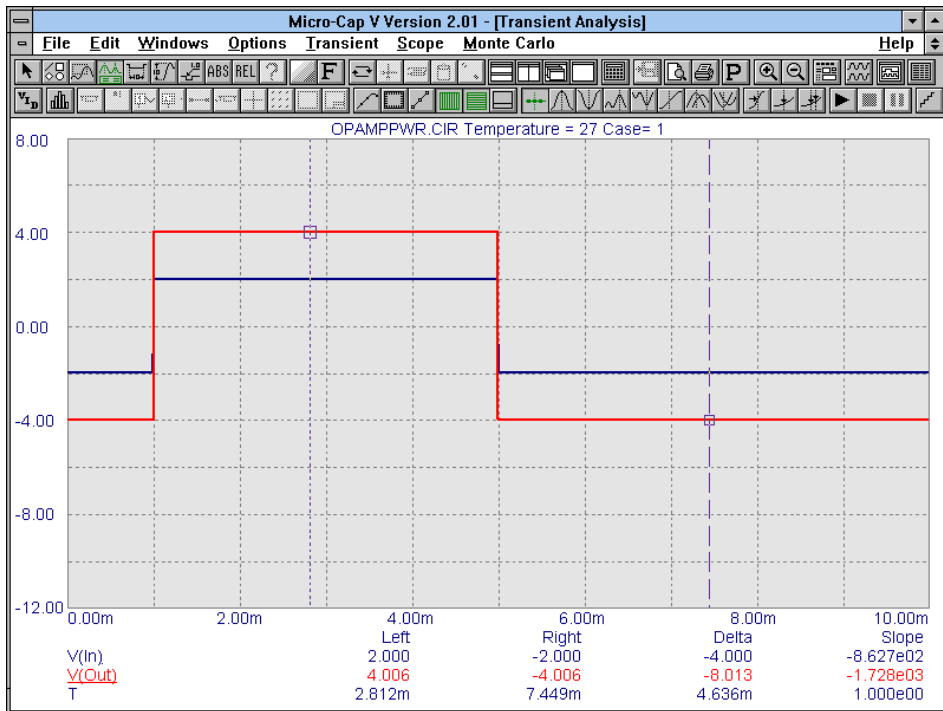 Micro-Cap V Version 2.01 - [Transient Analysis]
File Edit Windows Options Transient Scope Monte Carlo Help
ABS REL ? F P
OPAMPPWR.CIR Temperature = 27 Case= 1
8.00
4.00
0.00
-4.00
-8.00
-12.00
0.00m 2.00m 4.00m 6.00m 8.00m 10.00m
Left Right Delta Slope
V(In) 2.000 -2.000 -4.000 -8.627e02
V(Out) 4.006 -4.006 -8.013 -1.728e03
T 2.812m 7.449m 4.636m 1.000e00